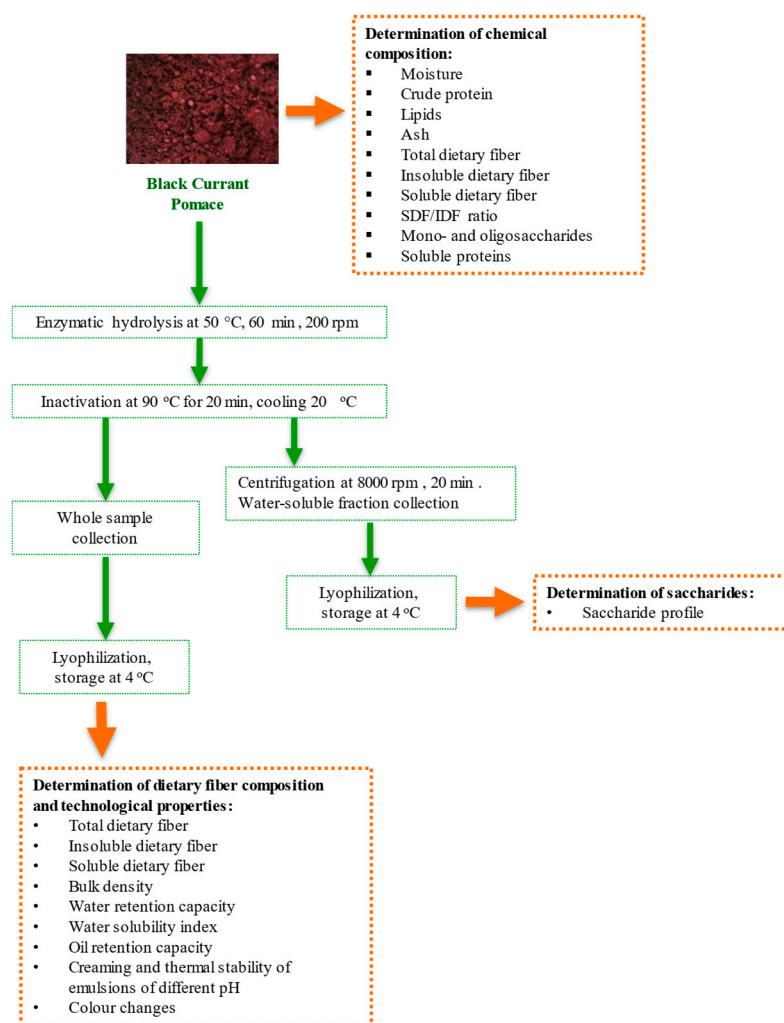 Determination of chemical
composition:
▪ Moisture
▪ Crude protein
▪ Lipids
▪ Ash
▪ Total dietary fiber
▪ Insoluble dietary fiber
▪ Soluble dietary fiber
▪ SDF/IDF ratio
▪ Mono- and oligosaccharides
▪ Soluble proteins
Black Currant
Pomace
Enzymatic hydrolysis at 50 °C, 60 min , 200 rpm
Inactivation at 90 °C for 20 min, cooling 20 °C
Centrifugation at 8000 rpm , 20 min .
Water-soluble fraction collection
Whole sample
collection
Lyophilization,
storage at 4 °C
Determination of saccharides:
• Saccharide profile
Lyophilization,
storage at 4 °C
Determination of dietary fiber composition
and technological properties:
• Total dietary fiber
• Insoluble dietary fiber
• Soluble dietary fiber
• Bulk density
• Water retention capacity
• Water solubility index
• Oil retention capacity
• Creaming and thermal stability of
emulsions of different pH
• Colour changes